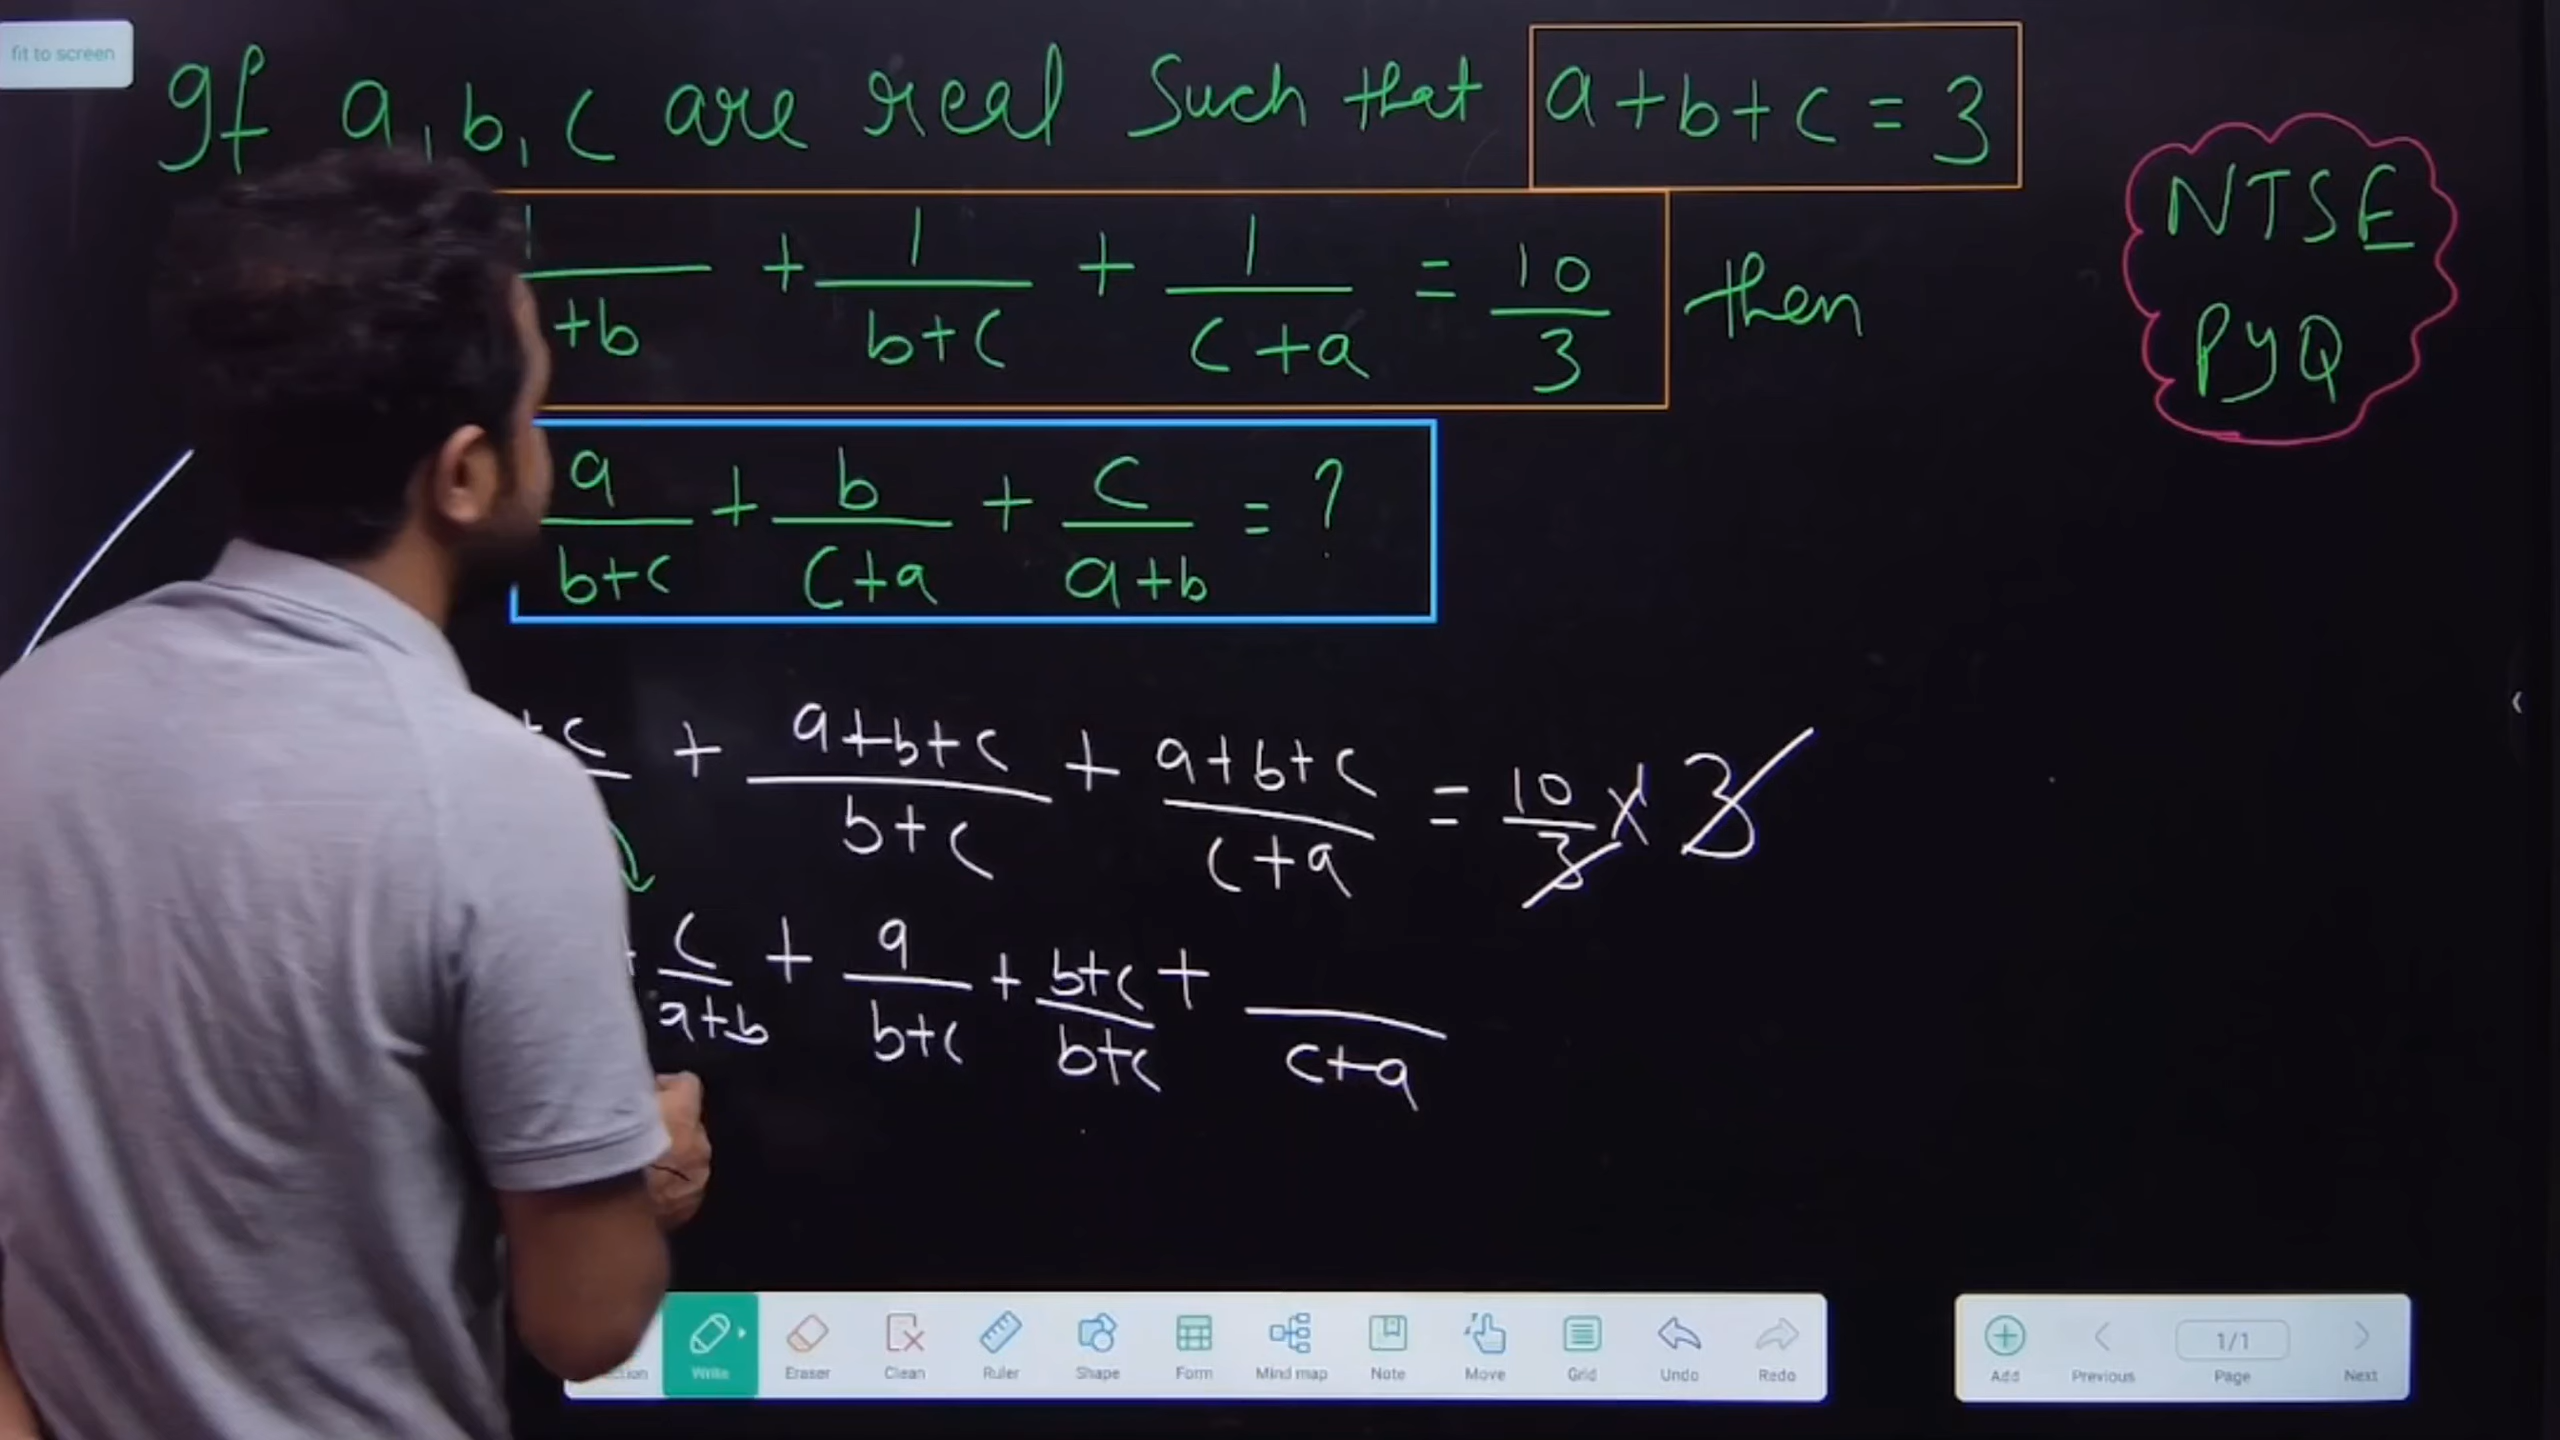 fit to screen
If a, b, c are real such that a+b+c = 3
1/+b + 1/b+c + 1/c+a = 10/3 then
NTSE
PYQ
a/b+c + b/c+a + c/a+b = ?
+c + a+b+c/b+c + a+b+c/c+a = 10/3 × 3
+ c/a+b + a/b+c + b+c/b+c + /c+a
Write Eraser Clean Ruler Shape Form Mind map Note Move Grid Undo Redo
Add Previous 1/1 Page Next